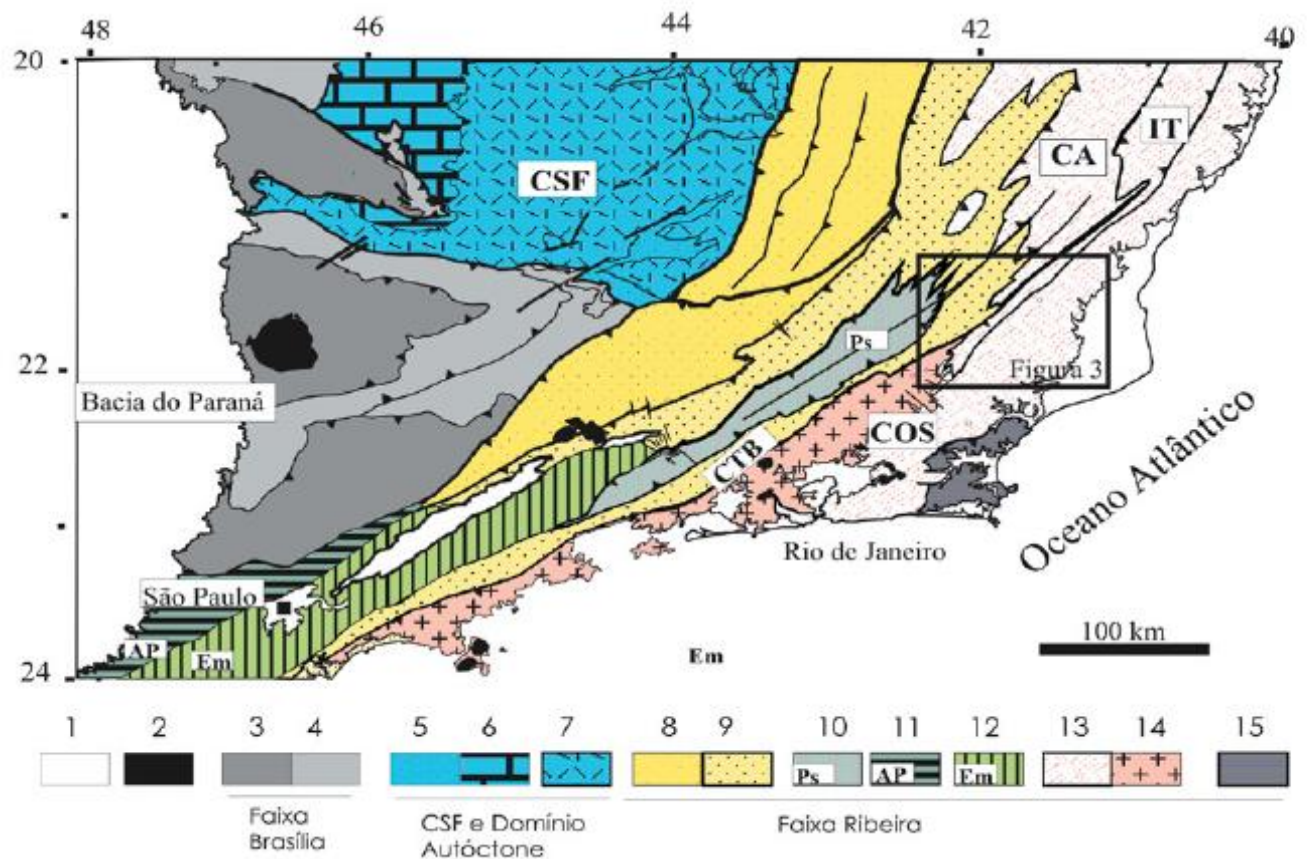 48 46 44 42 40
20
IT
CA
CSF
Ps
22
Figura 3
Bacia do Paraná
COS
CTB
Oceano Atlântico
Rio de Janeiro
São Paulo
100 km
AP
Em
Em
24
1 2 3 4 5 6 7 8 9 10 11 12 13 14 15
Ps AP Em
Faixa Brasília
CSF e Domínio Autóctone
Faixa Ribeira